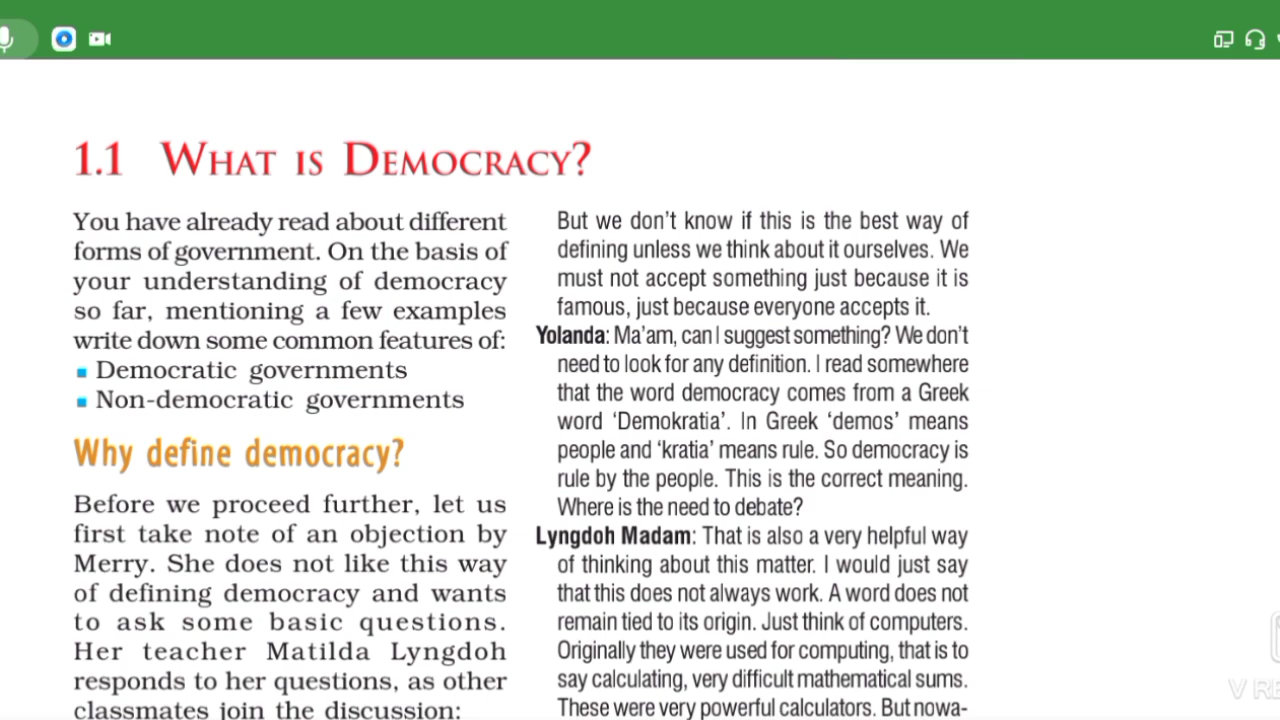 1.1 WHAT IS DEMOCRACY?
You have already read about different
forms of government. On the basis of
your understanding of democracy
so far, mentioning a few examples
write down some common features of:
▪ Democratic governments
▪ Non-democratic governments
Why define democracy?
Before we proceed further, let us
first take note of an objection by
Merry. She does not like this way
of defining democracy and wants
to ask some basic questions.
Her teacher Matilda Lyngdoh
responds to her questions, as other
classmates join the discussion:
But we don't know if this is the best way of
defining unless we think about it ourselves. We
must not accept something just because it is
famous, just because everyone accepts it.
Yolanda: Ma'am, can I suggest something? We don't
need to look for any definition. I read somewhere
that the word democracy comes from a Greek
word ‘Demokratia’. In Greek ‘demos’ means
people and ‘kratia’ means rule. So democracy is
rule by the people. This is the correct meaning.
Where is the need to debate?
Lyngdoh Madam: That is also a very helpful way
of thinking about this matter. I would just say
that this does not always work. A word does not
remain tied to its origin. Just think of computers.
Originally they were used for computing, that is to
say calculating, very difficult mathematical sums.
These were very powerful calculators. But nowa-
V RE